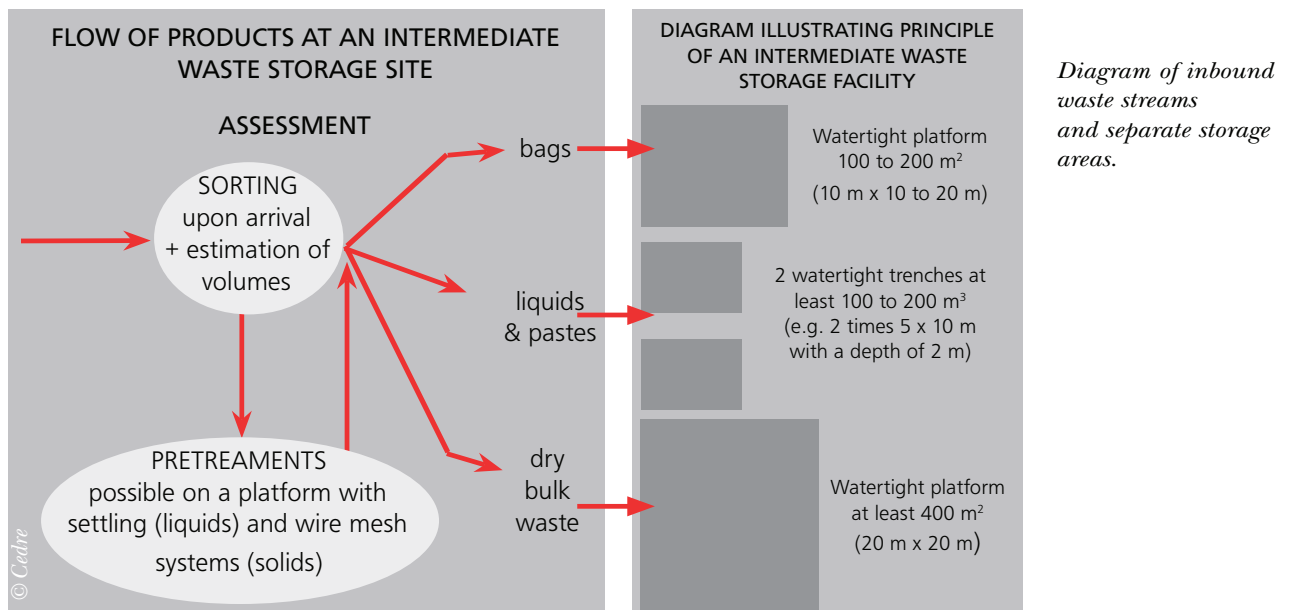 FLOW OF PRODUCTS AT AN INTERMEDIATE
WASTE STORAGE SITE
ASSESSMENT
SORTING
upon arrival
+ estimation of
volumes
PRETREAMENTS
possible on a platform with
settling (liquids) and wire mesh
systems (solids)
bags
liquids
& pastes
dry
bulk
waste
© Cedre
DIAGRAM ILLUSTRATING PRINCIPLE
OF AN INTERMEDIATE WASTE
STORAGE FACILITY
Watertight platform
100 to 200 m²
(10 m x 10 to 20 m)
2 watertight trenches at
least 100 to 200 m³
(e.g. 2 times 5 x 10 m
with a depth of 2 m)
Watertight platform
at least 400 m²
(20 m x 20 m)
Diagram of inbound
waste streams
and separate storage
areas.